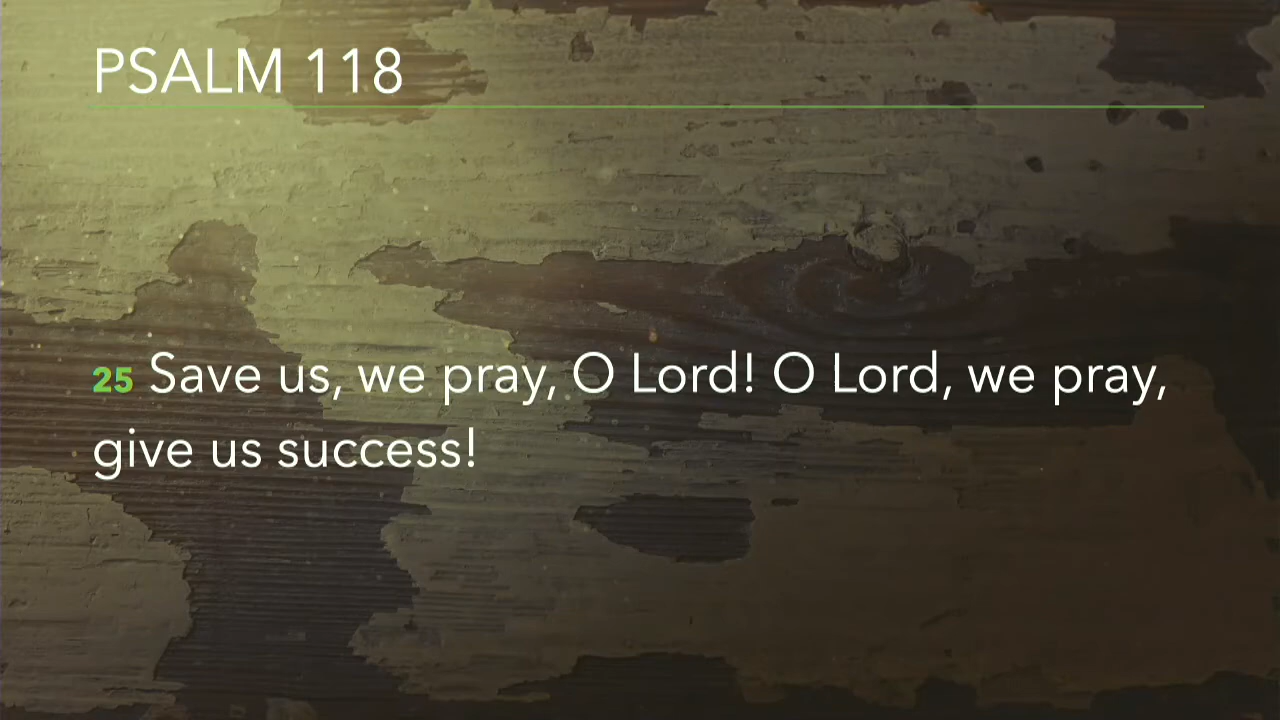 PSALM 118
25 Save us, we pray, O Lord! O Lord, we pray,
give us success!